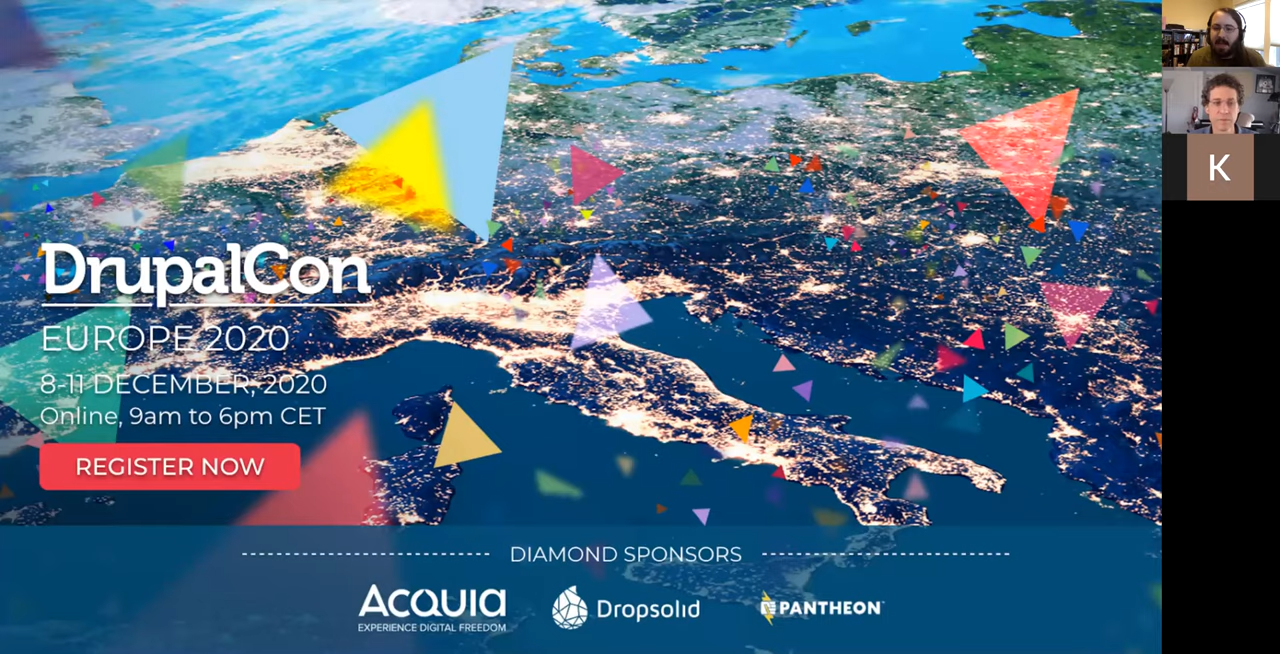 DrupalCon
EUROPE 2020
8-11 DECEMBER, 2020
Online, 9am to 6pm CET
REGISTER NOW
DIAMOND SPONSORS
ACQUIA
EXPERIENCE DIGITAL FREEDOM
Dropsolid
PANTHEON
K